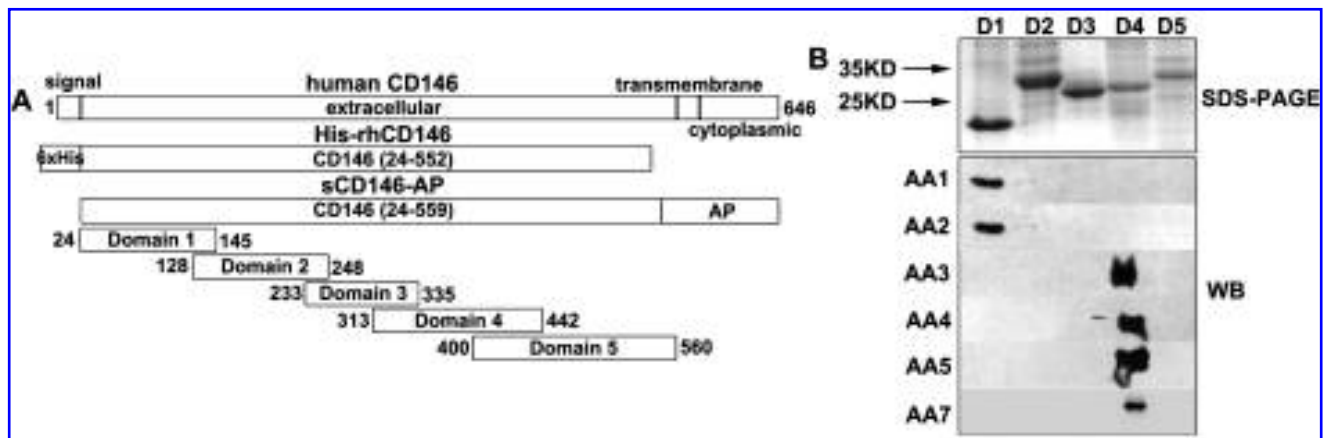 A
signal
human CD146
transmembrane
1
extracellular
646
cytoplasmic
His-rhCD146
6xHis
CD146 (24-552)
sCD146-AP
CD146 (24-559)
AP
24 Domain 1 145
128 Domain 2 248
233 Domain 3 335
313 Domain 4 442
400 Domain 5 560
B
D1 D2 D3 D4 D5
35KD
25KD
SDS-PAGE
AA1
AA2
AA3
AA4
AA5
AA7
WB